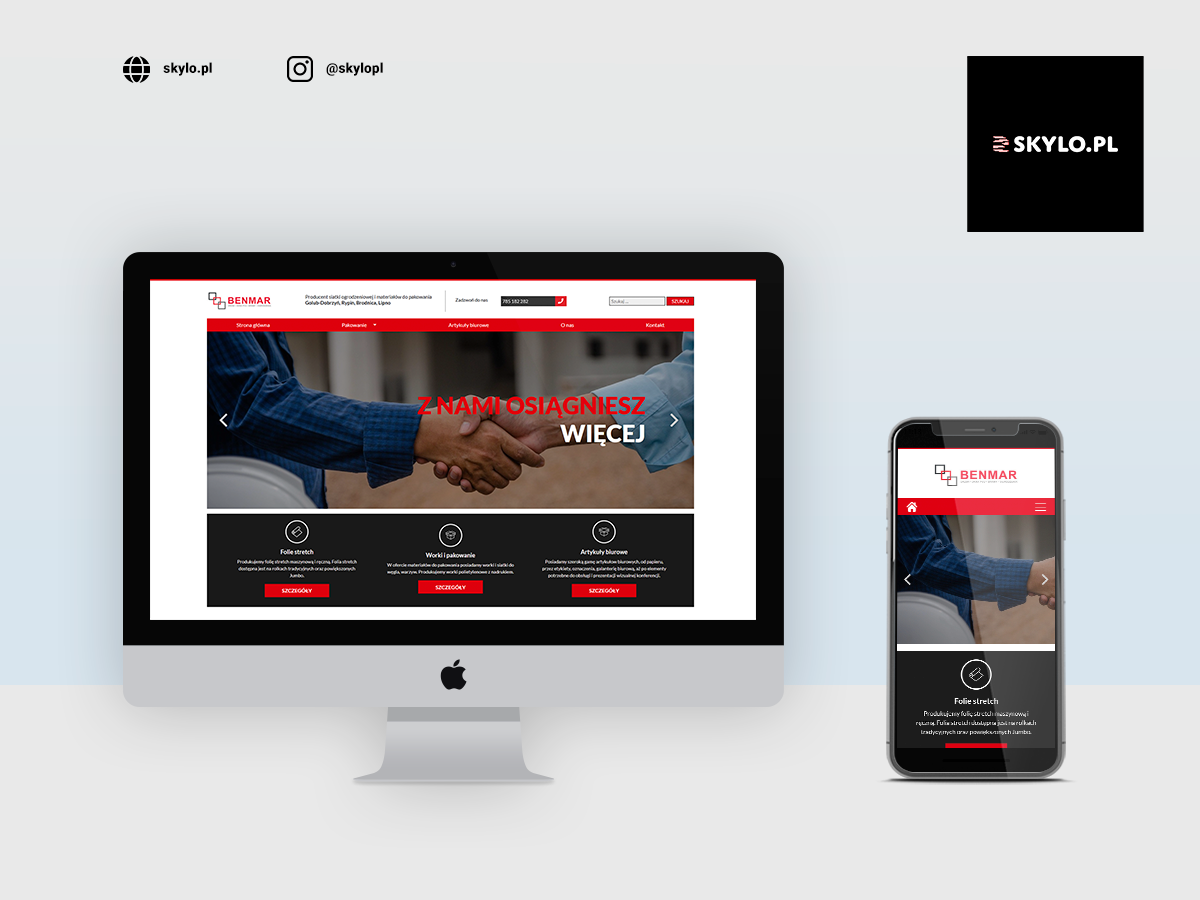 skylo.pl
@skylopl
SKYLO.PL
BENMAR
Producent siatki ogrodzeniowej i materiałów do pakowania
Golub-Dobrzyń, Rypin, Brodnica, Lipno
Zadzwoń do nas
785 182 282
Szukaj ...
SZUKAJ
Strona główna
Pakowanie
Artykuły biurowe
O nas
Kontakt
Z NAMI OSIĄGNIESZ
WIĘCEJ
Folie stretch
Produkujemy folię stretch maszynową i ręczną. Folia stretch
dostępna jest na rolkach tradycyjnych oraz powiększonych
Jumbo.
SZCZEGÓŁY
Worki i pakowanie
W ofercie materiałów do pakowania posiadamy worki i siatki do
węgla, warzyw. Produkujemy worki polietylenowe z nadrukiem.
SZCZEGÓŁY
Artykuły biurowe
Posiadamy szeroką gamę artykułów biurowych, od papieru,
przez etykiety, oznaczenia, galanterię biurową, aż po elementy
potrzebne do obsługi i prezentacji wizualnej konferencji.
SZCZEGÓŁY
BENMAR
Folie stretch
Produkujemy folię stretch maszynową i
ręczną. Folia stretch dostępna jest na rolkach
tradycyjnych oraz powiększonych Jumbo.